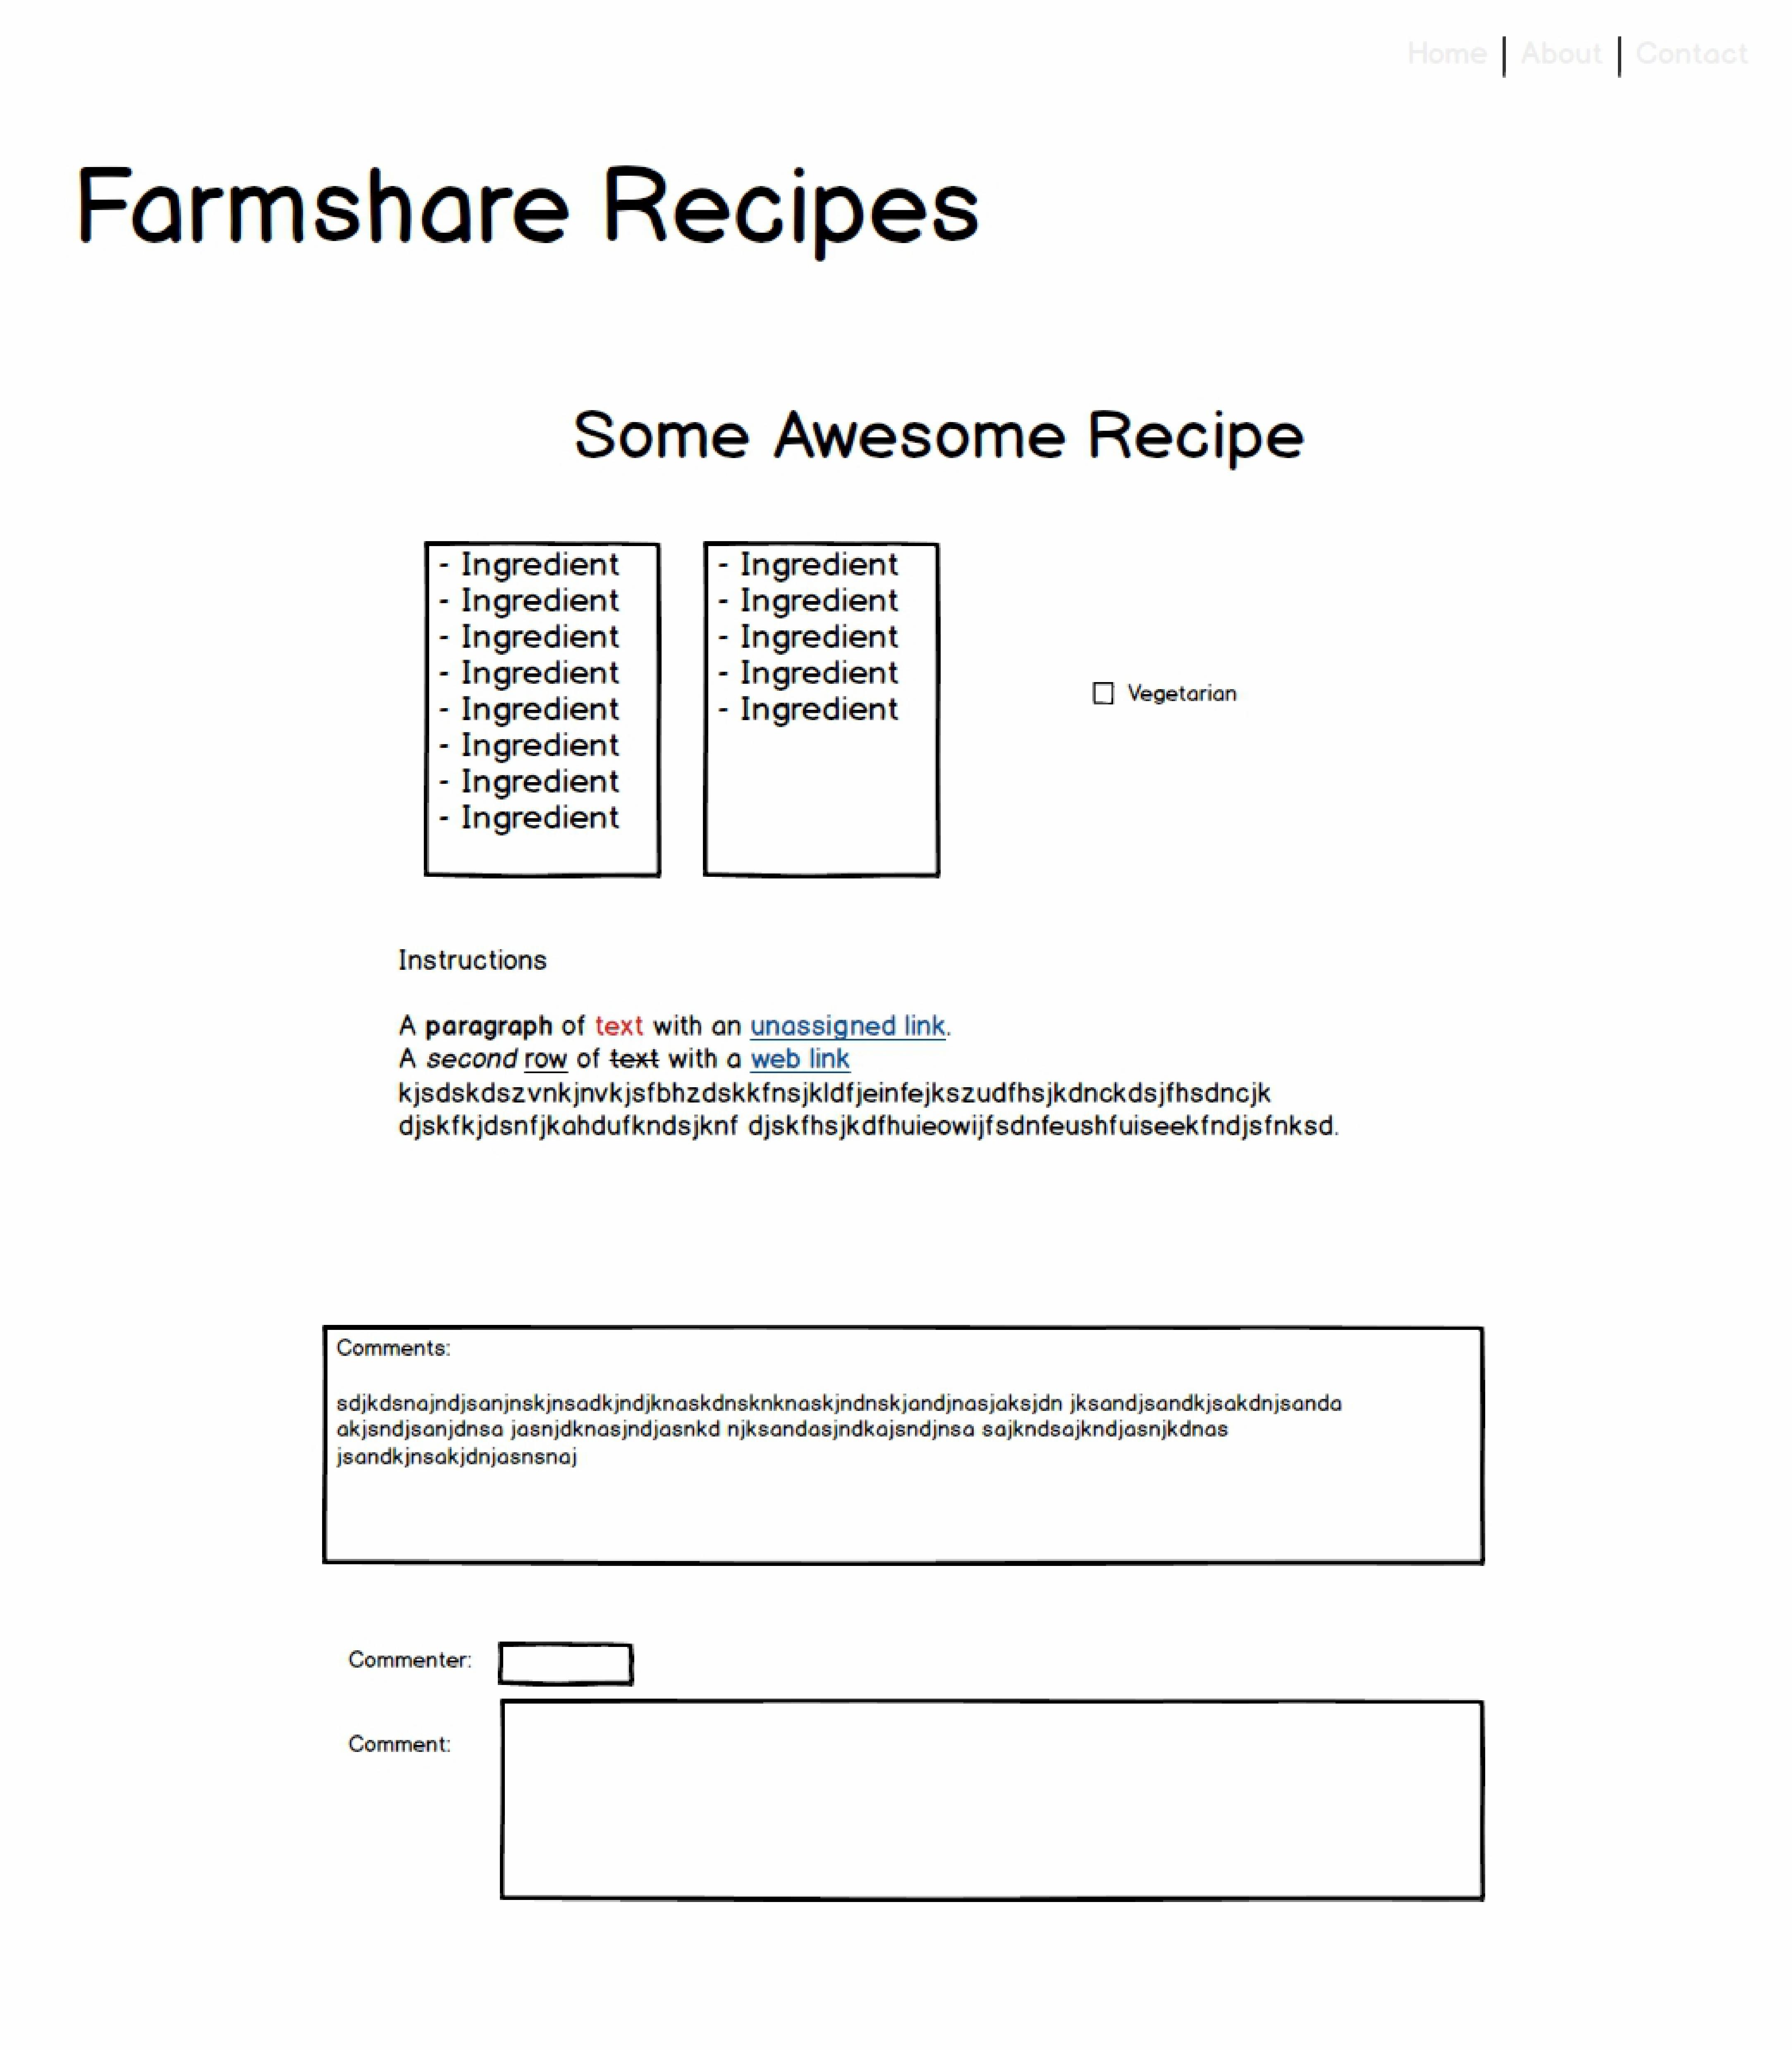 Home | About | Contact
Farmshare Recipes
Some Awesome Recipe
- Ingredient
- Ingredient
- Ingredient
- Ingredient
- Ingredient
- Ingredient
- Ingredient
- Ingredient
- Ingredient
- Ingredient
- Ingredient
- Ingredient
- Ingredient
Vegetarian
Instructions
A paragraph of text with an unassigned link.
A second row of text with a web link
kjsdskdszvnkjnvkjsfbhzdskkfnsjkldfjeinfejkszudfhsjkdnckdsjfhsdncjk
djskfkjdsnfjkahdufkndsjknf djskfhsjkdfhuieowijfsdnfeushfuiseekfndjsfnksd.
Comments:
sdjkdsnajndjsanjnskjnsadkjndjknaskdnsknknaskjndnskjandjnasjaksjdn jksandjsandkjsakdnjsanda
akjsndjsanjdnsa jasnjdknasjndjasnkd njksandasjndkajsndjnsa sajkndsajkndjasnjkdnas
jsandkjnsakjdnjasnsnaj
Commenter:
Comment: